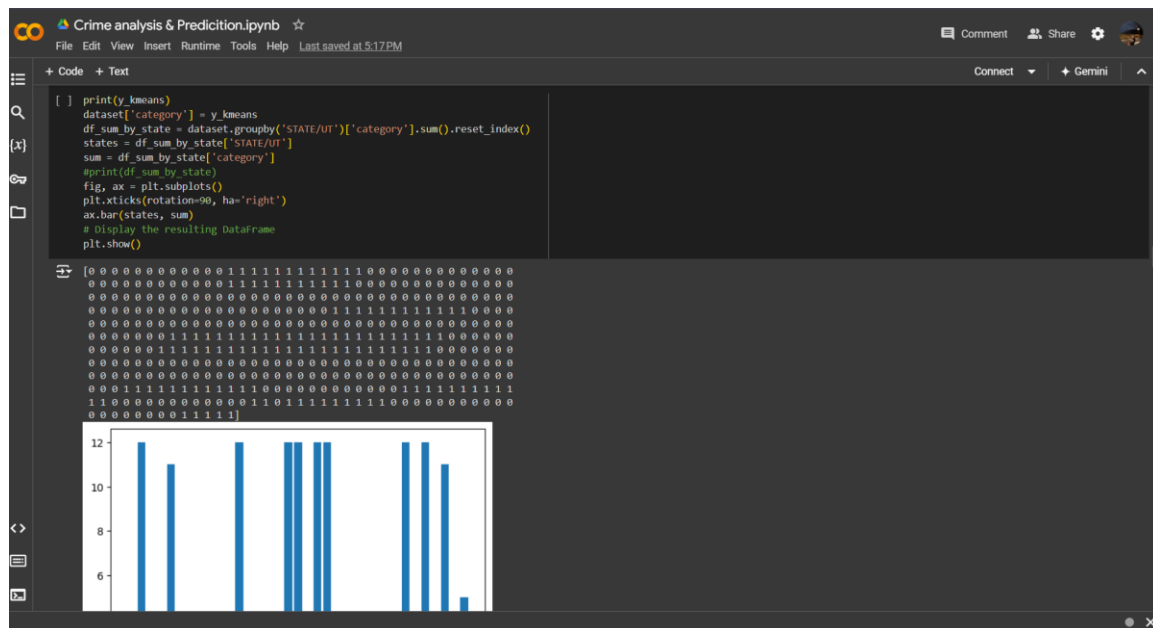 Crime analysis & Predicition.ipynb
File Edit View Insert Runtime Tools Help Last saved at 5:17 PM
Comment Share
+ Code + Text
Connect Gemini
[ ] print(y_kmeans)
dataset['category'] = y_kmeans
df_sum_by_state = dataset.groupby('STATE/UT')['category'].sum().reset_index()
states = df_sum_by_state['STATE/UT']
sum = df_sum_by_state['category']
#print(df_sum_by_state)
fig, ax = plt.subplots()
plt.xticks(rotation=90, ha='right')
ax.bar(states, sum)
# Display the resulting DataFrame
plt.show()
[0 0 0 0 0 0 0 0 0 0 0 0 1 1 1 1 1 1 1 1 1 1 1 1 0 0 0 0 0 0 0 0 0 0 0 0 0
0 0 0 0 0 0 0 0 0 0 0 0 1 1 1 1 1 1 1 1 1 1 1 0 0 0 0 0 0 0 0 0 0 0 0 0 0
0 0 0 0 0 0 0 0 0 0 0 0 0 0 0 0 0 0 0 0 0 0 0 0 0 0 0 0 0 0 0 0 0 0 0 0 0
0 0 0 0 0 0 0 0 0 0 0 0 0 0 0 0 0 0 0 0 0 1 1 1 1 1 1 1 1 1 1 1 1 0 0 0 0
0 0 0 0 0 0 0 0 0 0 0 0 0 0 0 0 0 0 0 0 0 0 0 0 0 0 0 0 0 0 0 0 0 0 0 0 0
0 0 0 0 0 0 0 1 1 1 1 1 1 1 1 1 1 1 1 1 1 1 1 1 1 1 1 1 1 1 1 0 0 0 0 0 0
0 0 0 0 0 0 1 1 1 1 1 1 1 1 1 1 1 1 1 1 1 1 1 1 1 1 1 1 1 1 0 0 0 0 0 0 0
0 0 0 0 0 0 0 0 0 0 0 0 0 0 0 0 0 0 0 0 0 0 0 0 0 0 0 0 0 0 0 0 0 0 0 0 0
0 0 0 0 0 0 0 0 0 0 0 0 0 0 0 0 0 0 0 0 0 0 0 0 0 0 0 0 0 0 0 0 0 0 0 0 0
0 0 0 1 1 1 1 1 1 1 1 1 1 1 1 0 0 0 0 0 0 0 0 0 0 0 0 1 1 1 1 1 1 1 1 1 1
1 1 0 0 0 0 0 0 0 0 0 0 0 0 1 1 0 1 1 1 1 1 1 1 1 1 0 0 0 0 0 0 0 0 0 0 0
0 0 0 0 0 0 0 0 1 1 1 1 1]
12
10
8
6